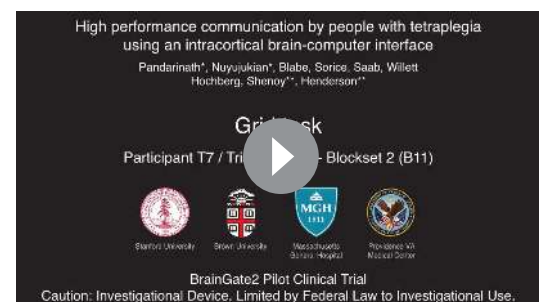 High performance communication by people with tetraplegia
using an intracortical brain-computer interface
Pandarinath*, Nuyujukian*, Blabe, Sorice, Saab, Willett
Hochberg, Shenoy**, Henderson**
Participant T7 / - Blockset 2 (B11)
MGH
1811
Stanford University
Brown University
Massachusetts
General Hospital
Providence VA
Medical Center
BrainGate2 Pilot Clinical Trial
Caution: Investigational Device. Limited by Federal Law to Investigational Use.